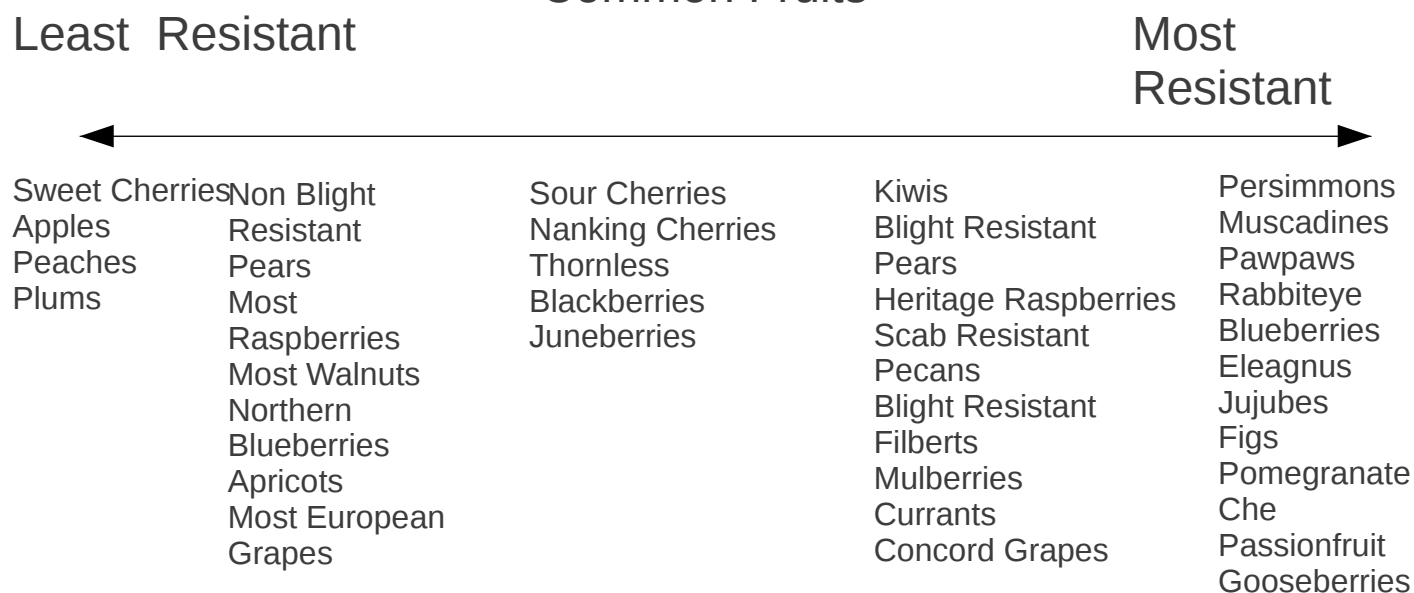 Common Fruits
Least Resistant
Most
Resistant
Sweet Cherries
Apples
Peaches
Plums
Non Blight
Resistant
Pears
Most
Raspberries
Most Walnuts
Northern
Blueberries
Apricots
Most European
Grapes
Sour Cherries
Nanking Cherries
Thornless
Blackberries
Juneberries
Kiwis
Blight Resistant
Pears
Heritage Raspberries
Scab Resistant
Pecans
Blight Resistant
Filberts
Mulberries
Currants
Concord Grapes
Persimmons
Muscadines
Pawpaws
Rabbiteye
Blueberries
Eleagnus
Jujubes
Figs
Pomegranate
Che
Passionfruit
Gooseberries